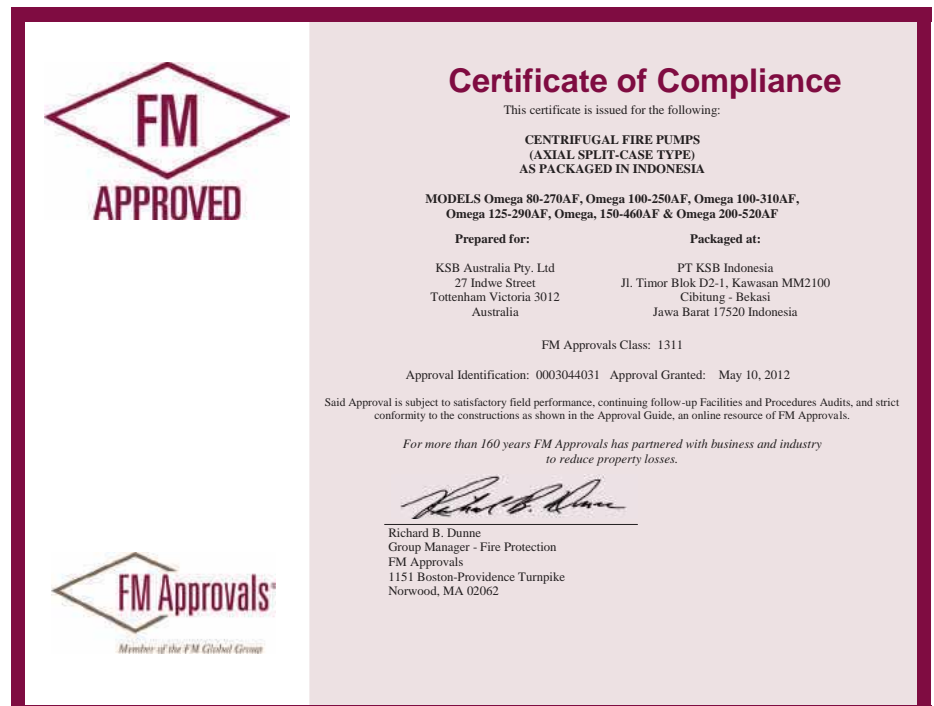 FM
APPROVED
Certificate of Compliance
This certificate is issued for the following:
CENTRIFUGAL FIRE PUMPS
(AXIAL SPLIT-CASE TYPE)
AS PACKAGED IN INDONESIA
MODELS Omega 80-270AF, Omega 100-250AF, Omega 100-310AF,
Omega 125-290AF, Omega, 150-460AF & Omega 200-520AF
Prepared for:
KSB Australia Pty. Ltd
27 Indwe Street
Tottenham Victoria 3012
Australia
Packaged at:
PT KSB Indonesia
Jl. Timor Blok D2-1, Kawasan MM2100
Cibitung - Bekasi
Jawa Barat 17520 Indonesia
FM Approvals Class: 1311
Approval Identification: 0003044031 Approval Granted: May 10, 2012
Said Approval is subject to satisfactory field performance, continuing follow-up Facilities and Procedures Audits, and strict
conformity to the constructions as shown in the Approval Guide, an online resource of FM Approvals.
For more than 160 years FM Approvals has partnered with business and industry
to reduce property losses.
Richard B. Dunne
Richard B. Dunne
Group Manager - Fire Protection
FM Approvals
1151 Boston-Providence Turnpike
Norwood, MA 02062
FM Approvals
Member of the FM Global Group